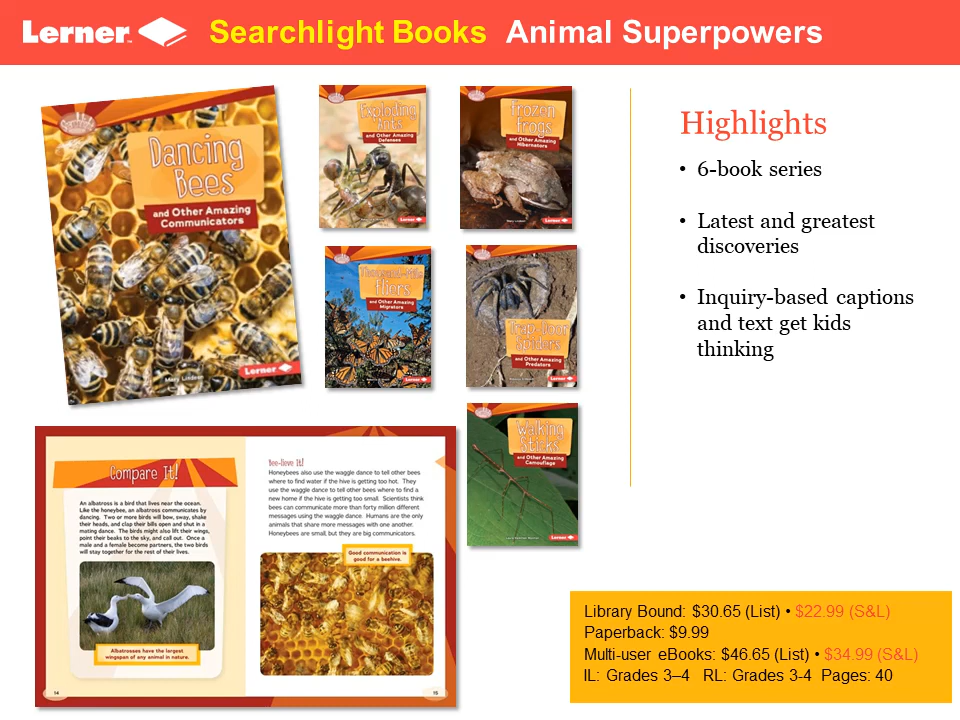 Lerner™ Searchlight Books Animal Superpowers
Dancing
Bees
and Other Amazing
Communicators
Mary Lindeen
Lerner
Exploding
Ants
and Other Amazing
Defenses
Lerner
Frozen
Frogs
and Other Amazing
Hibernators
Lerner
Thousand-Mile
Fliers
and Other Amazing
Migrators
Lerner
Trap-Door
Spiders
and Other Amazing
Predators
Lerner
Walking
Sticks
and Other Amazing
Camouflage
Lerner
Highlights
• 6-book series
• Latest and greatest
discoveries
• Inquiry-based captions
and text get kids
thinking
Compare It!
An albatross is a bird that lives near the ocean.
Like the honeybee, an albatross communicates by
dancing. Two or more birds will bow, sway, shake
their heads, and clap their bills open and shut in a
mating dance. The birds might also lift their wings,
point their beaks to the sky, and call out. Once a
male and a female become partners, the two birds
will stay together for the rest of their lives.
Albatrosses have the largest
wingspan of any animal in nature.
14
Bee-lieve It!
Honeybees also use the waggle dance to tell other bees
where to find water if the hive is getting too hot. They
use the waggle dance to tell other bees where to find a
new home if the hive is getting too small. Scientists think
bees can communicate more than forty million different
messages using the waggle dance. Humans are the only
animals that share more messages with one another.
Honeybees are small, but they are big communicators.
Good communication is
good for a beehive.
15
Library Bound: $30.65 (List) • $22.99 (S&L)
Paperback: $9.99
Multi-user eBooks: $46.65 (List) • $34.99 (S&L)
IL: Grades 3–4 RL: Grades 3-4 Pages: 40